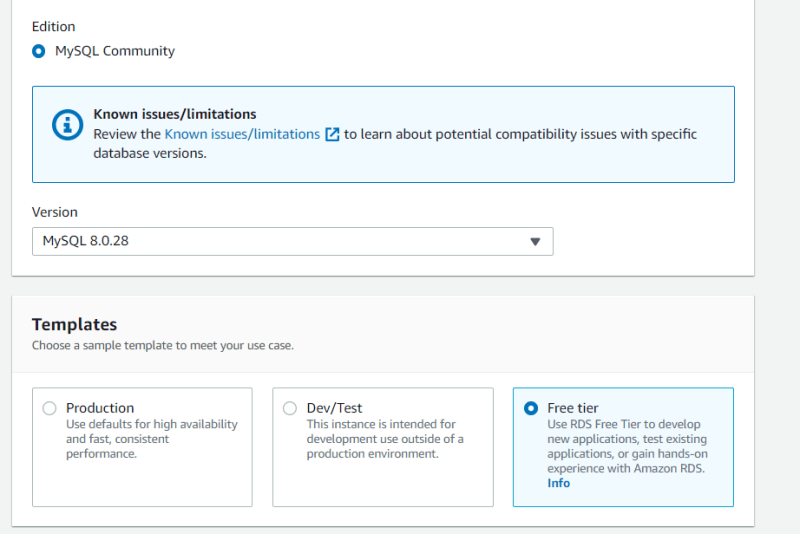 Edition
MySQL Community
Known issues/limitations
Review the Known issues/limitations to learn about potential compatibility issues with specific
database versions.
Version
MySQL 8.0.28
Templates
Choose a sample template to meet your use case.
Production
Use defaults for high availability
and fast, consistent
performance.
Dev/Test
This instance is intended for
development use outside of a
production environment.
Free tier
Use RDS Free Tier to develop
new applications, test existing
applications, or gain hands-on
experience with Amazon RDS.
Info